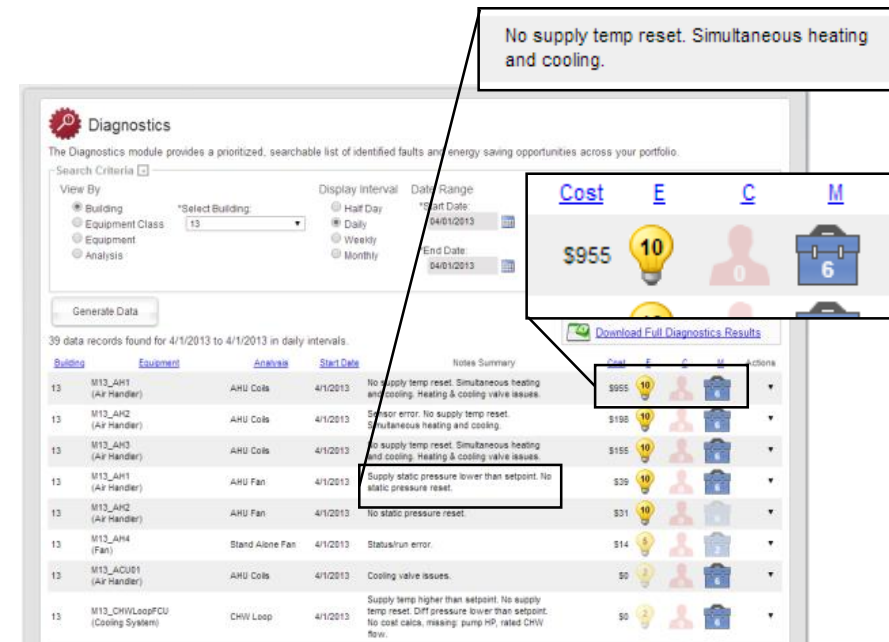 No supply temp reset. Simultaneous heating
and cooling.
Diagnostics
The Diagnostics module provides a prioritized, searchable list of identified faults and energy saving opportunities across your portfolio.
Search Criteria
View By
Building
Equipment Class
Equipment
Analysis
*Select Building:
13
Display Interval
Half Day
Daily
Weekly
Monthly
Date Range
*Start Date:
04/01/2013
*End Date:
04/01/2013
Cost E C M
$955 10 0 6
Generate Data
Download Full Diagnostics Results
39 data records found for 4/1/2013 to 4/1/2013 in daily intervals.
Building Equipment Analysis Start Date Notes Summary Cost E C M Actions
13 M13_AH1 (Air Handler) AHU Coils 4/1/2013 No supply temp reset. Simultaneous heating
and cooling. Heating & cooling valve issues. $955 10 6
13 M13_AH2 (Air Handler) AHU Coils 4/1/2013 Sensor error. No supply temp reset.
Simultaneous heating and cooling. $198 10 6
13 M13_AH3 (Air Handler) AHU Coils 4/1/2013 No supply temp reset. Simultaneous heating
and cooling. Heating & cooling valve issues. $155 10 6
13 M13_AH1 (Air Handler) AHU Fan 4/1/2013 Supply static pressure lower than setpoint. No
static pressure reset. $39 10 6
13 M13_AH2 (Air Handler) AHU Fan 4/1/2013 No static pressure reset. $31 10
13 M13_AH4 (Fan) Stand Alone Fan 4/1/2013 Status/run error. $14
13 M13_ACU01 (Air Handler) AHU Coils 4/1/2013 Cooling valve issues. $0 6
13 M13_CHWLoopFCU (Cooling System) CHW Loop 4/1/2013 Supply temp higher than setpoint. No supply
temp reset. Diff pressure lower than setpoint.
No cost calcs, missing: pump HP, rated CHW
flow. $0 6